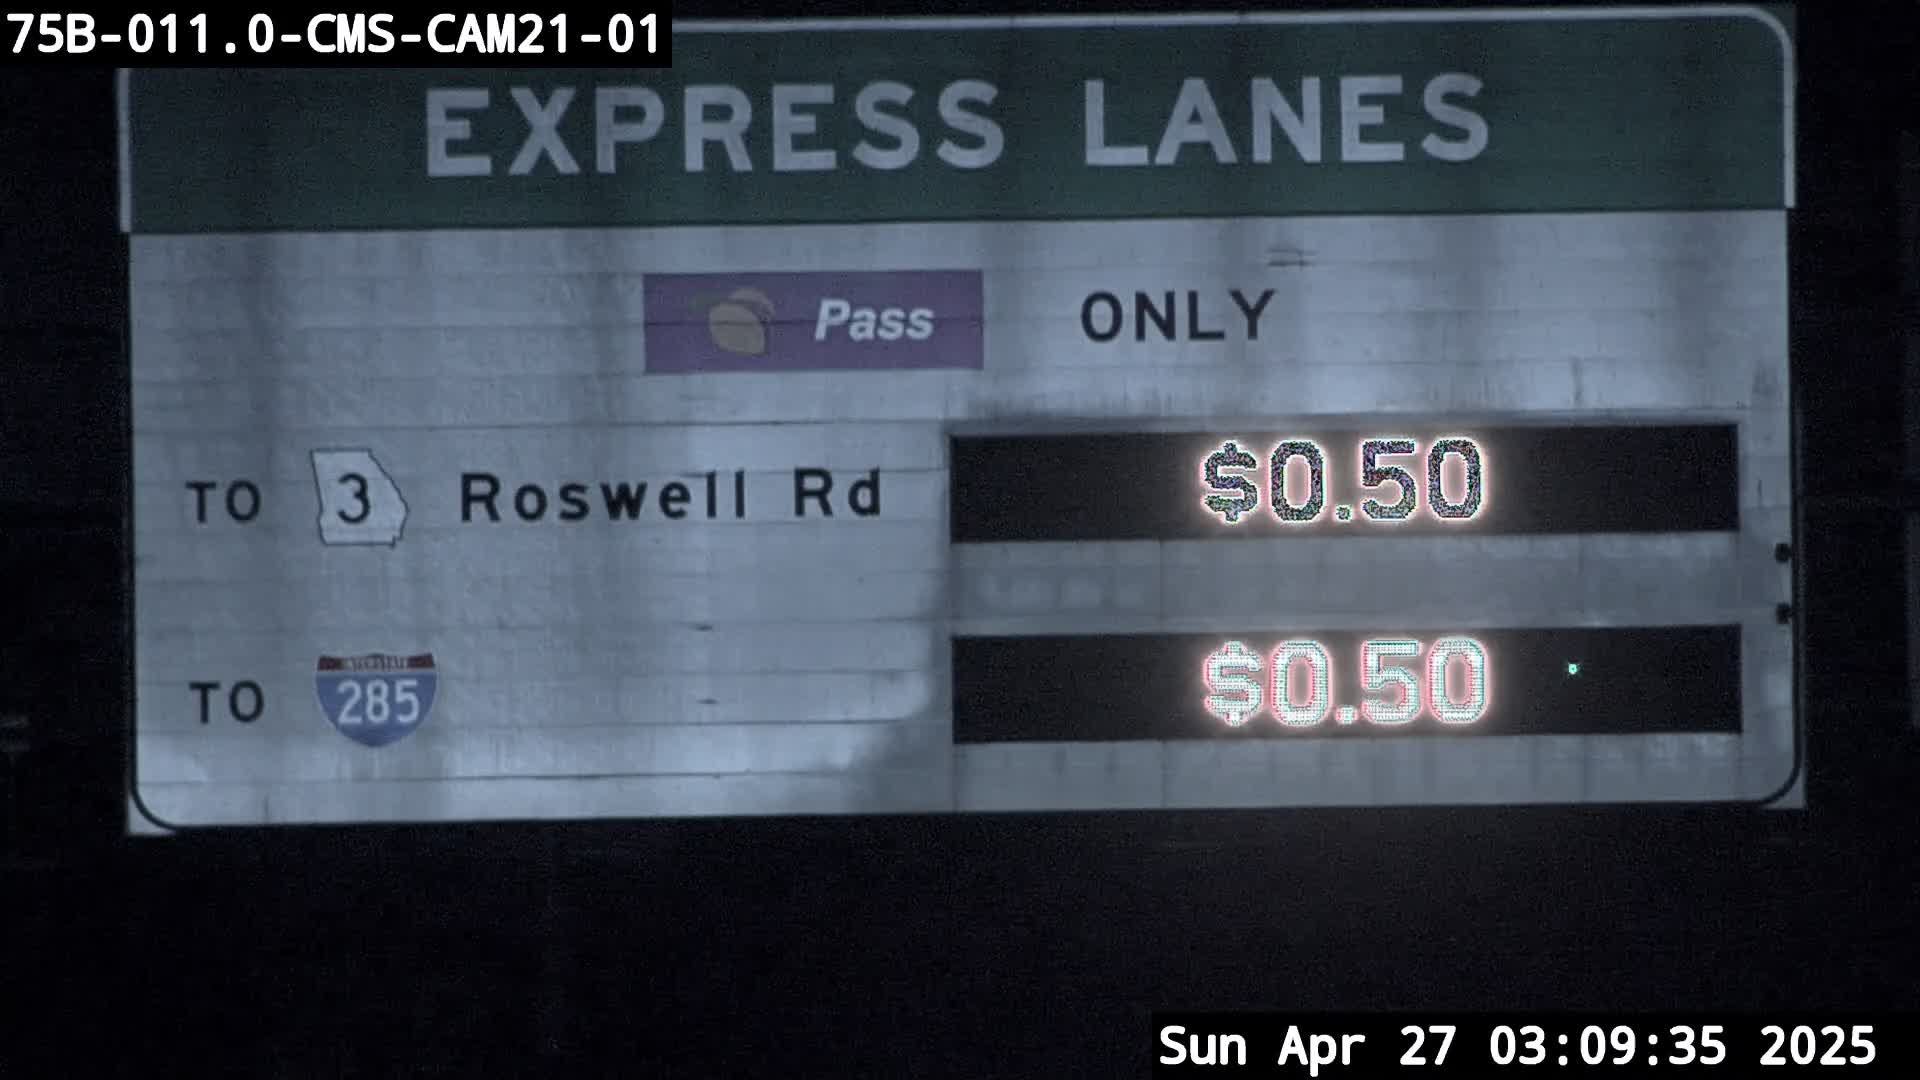 75B-011.0-CMS-CAM21-01
EXPRESS LANES
Pass ONLY
TO 3 Roswell Rd $0.50
TO 285 $0.50
Sun Apr 27 03:09:35 2025